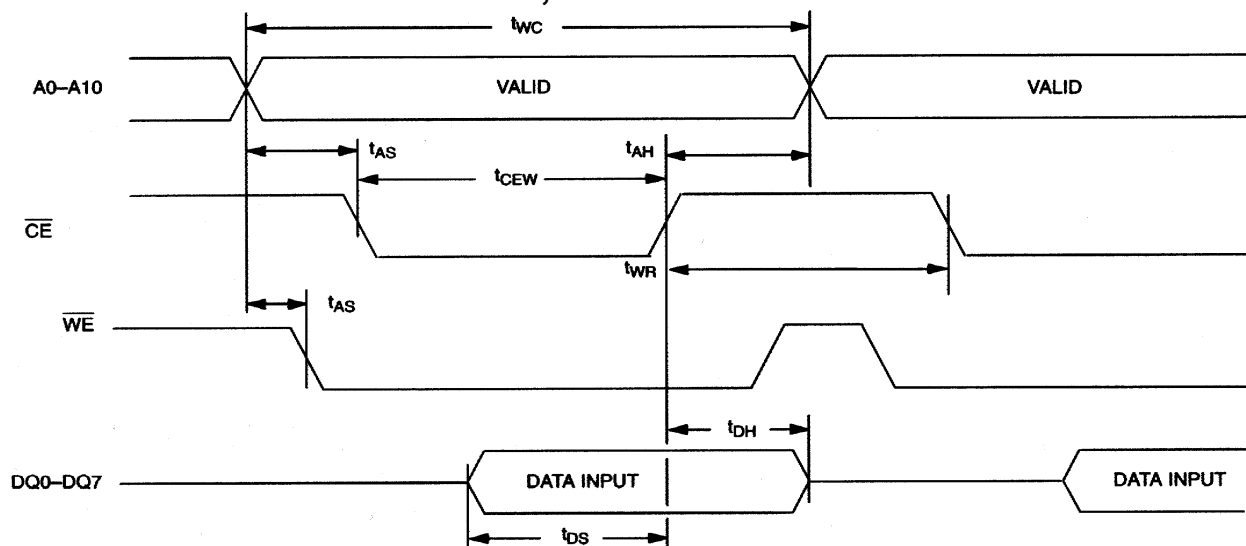 tWC
A0–A10
VALID
VALID
tAS
tAH
tCEW
CE
tWR
tAS
WE
tDH
DQ0–DQ7
DATA INPUT
DATA INPUT
tDS